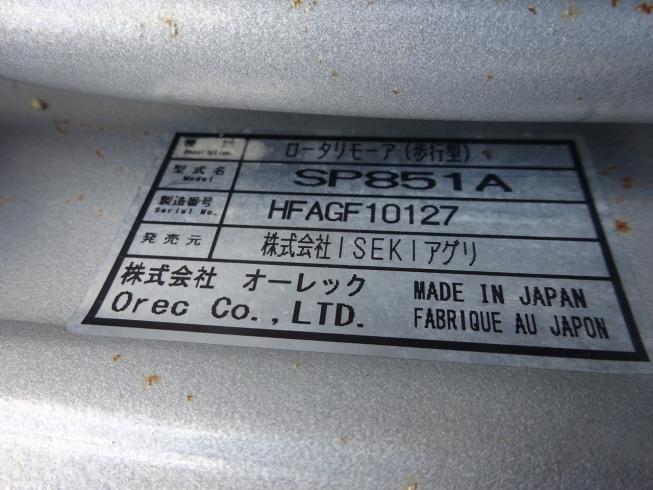 Description ロータリモーア(歩行型)
型式名 Model SP851A
製造番号 Serial No. HFAGF10127
発売元 株式会社ISEKIアグリ
株式会社 オーレック MADE IN JAPAN
Orec Co.,LTD. FABRIQUE AU JAPON